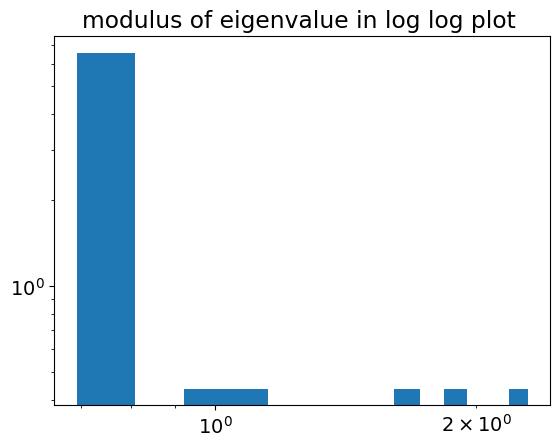 modulus of eigenvalue in log log plot
10⁰
10⁰
2 × 10⁰